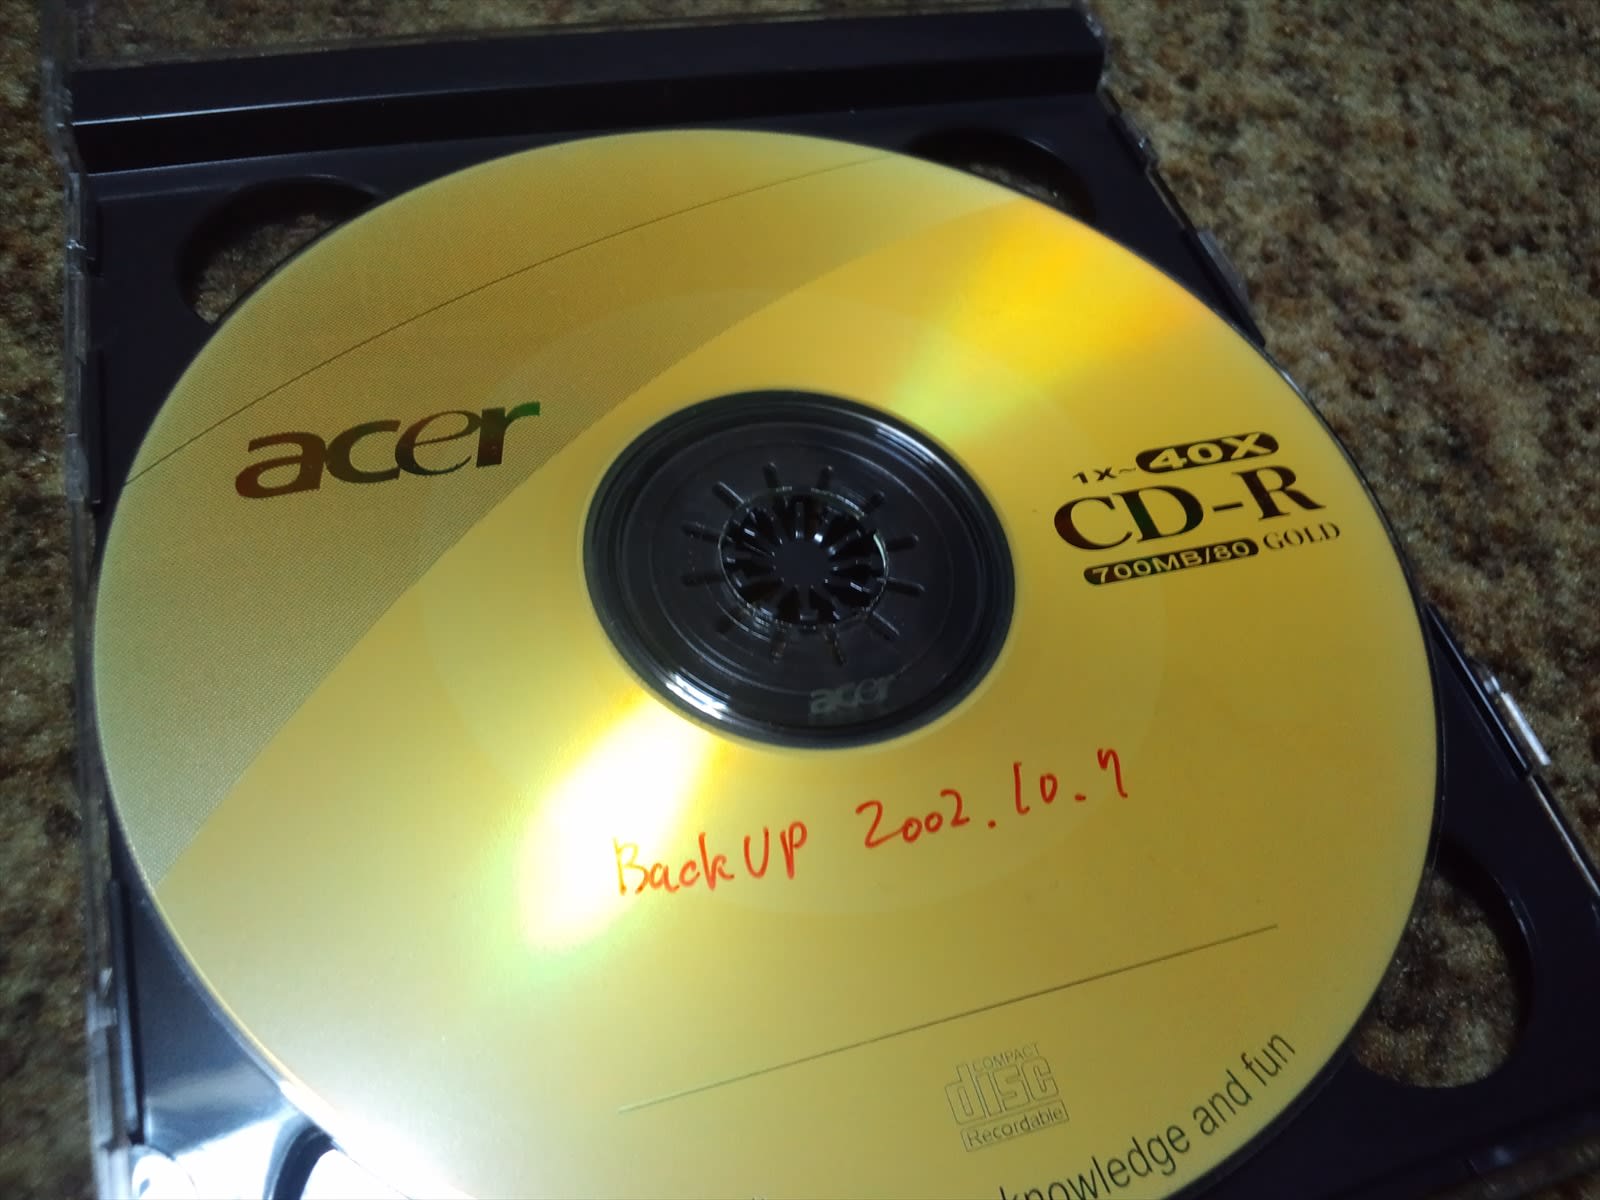 acer
1X~40X
CD-R
700MB/80 GOLD
acer
BackUP 2002.10.7
COMPACT
disc
Recordable
knowledge and fun